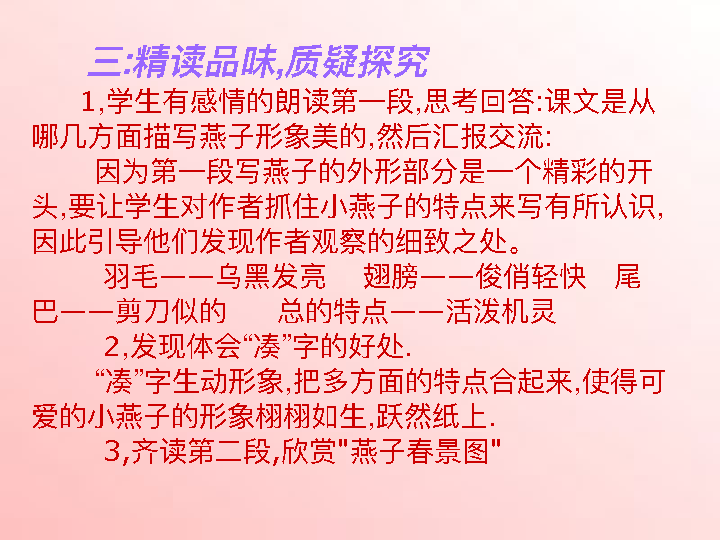 三:精读品味,质疑探究
1,学生有感情的朗读第一段,思考回答:课文是从
哪几方面描写燕子形象美的,然后汇报交流:
因为第一段写燕子的外形部分是一个精彩的开
头,要让学生对作者抓住小燕子的特点来写有所认识,
因此引导他们发现作者观察的细致之处。
羽毛——乌黑发亮 翅膀——俊俏轻快 尾
巴——剪刀似的 总的特点——活泼机灵
2,发现体会“凑”字的好处.
“凑”字生动形象,把多方面的特点合起来,使得可
爱的小燕子的形象栩栩如生,跃然纸上.
3,齐读第二段,欣赏"燕子春景图"